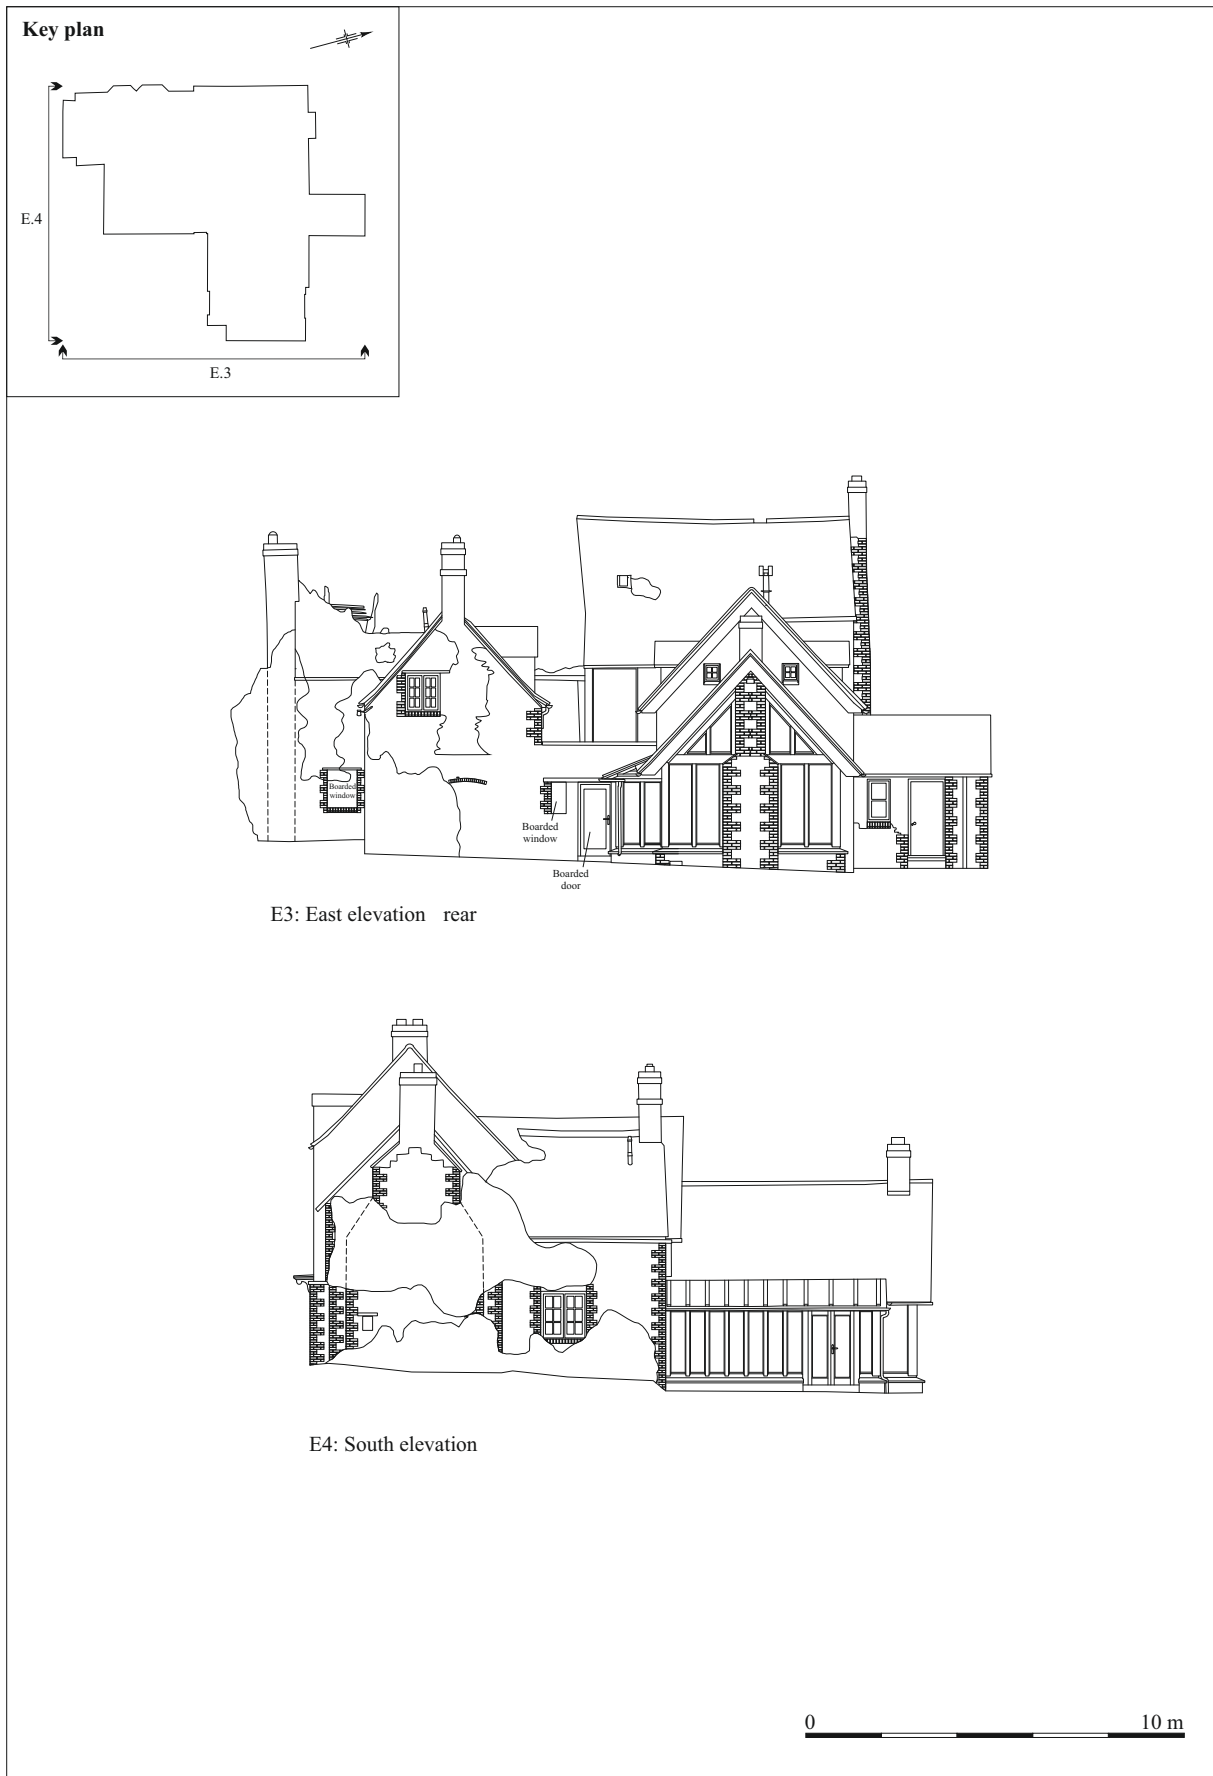 Key plan
E.4
E.3
Boarded
window
Boarded
window
Boarded
door
E3: East elevation rear
E4: South elevation
0 10 m